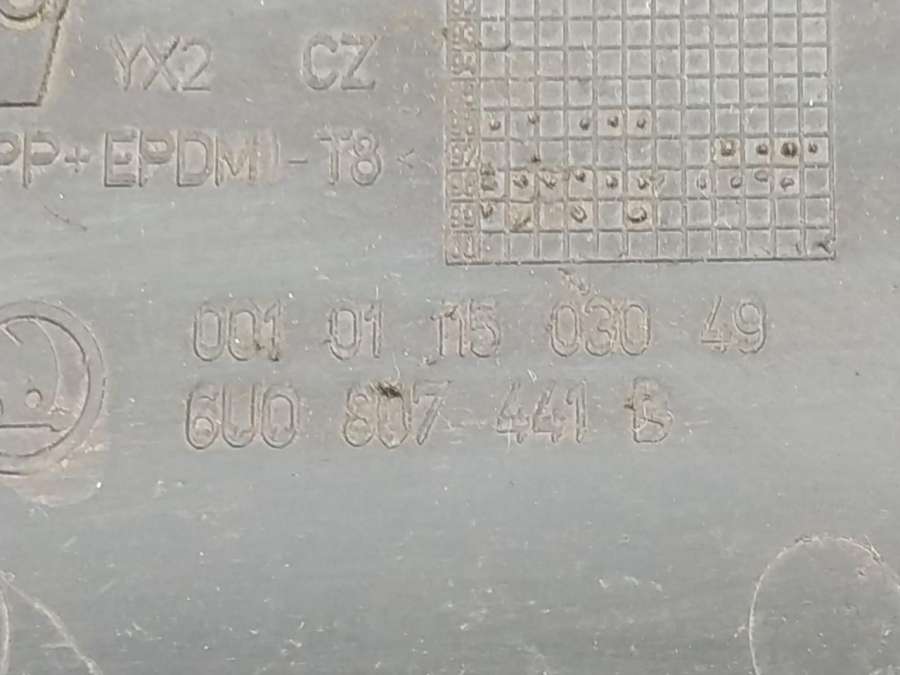 YX2 CZ
PP+EPDM-T8<
001 01 115 030 49
6U0 807 441 B